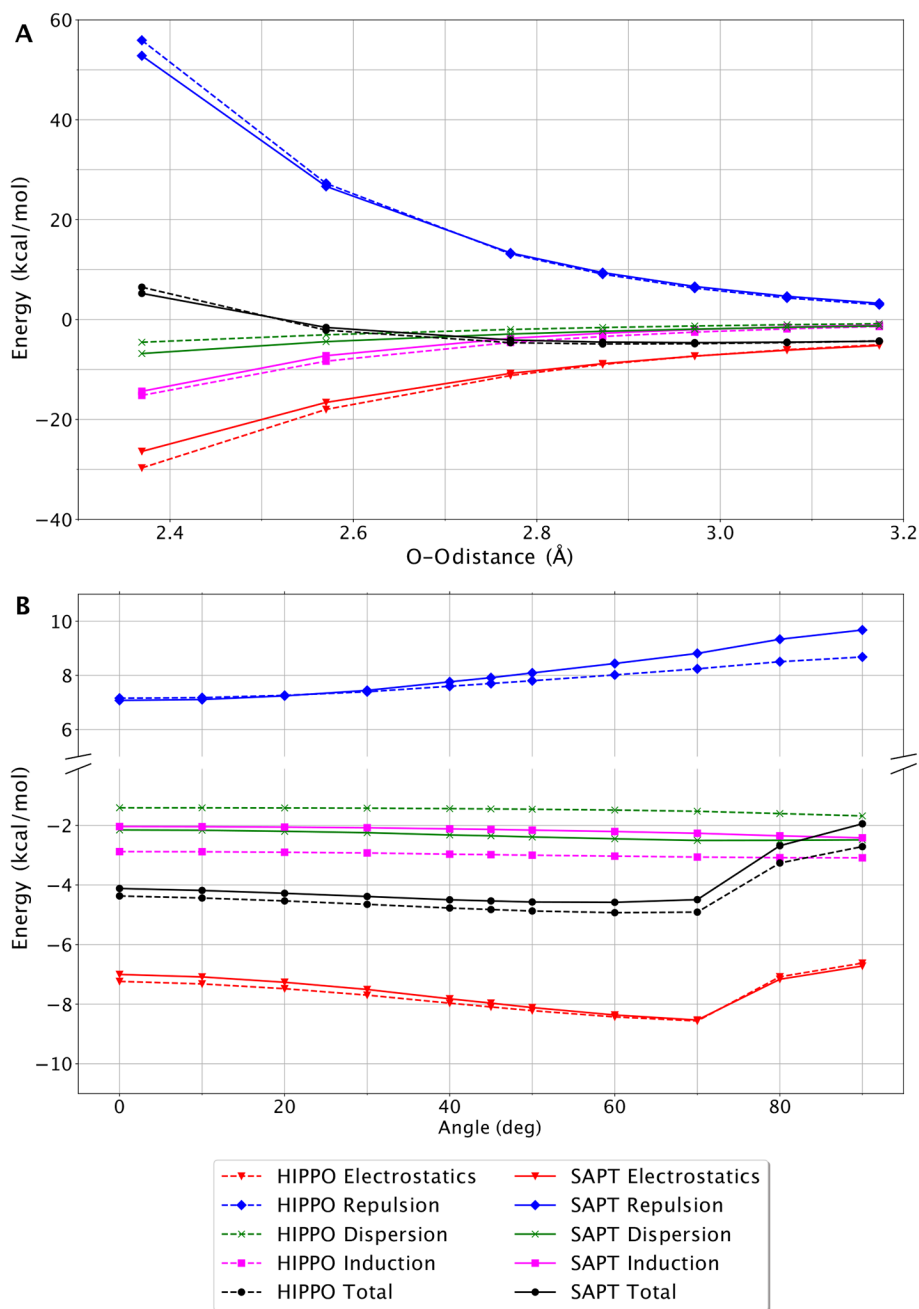 A
60
40
20
0
−20
−40
Energy (kcal/mol)
2.4 2.6 2.8 3.0 3.2
O-Odistance (Å)
B
10
8
6
−2
−4
−6
−8
−10
Energy (kcal/mol)
0 20 40 60 80
Angle (deg)
HIPPO Electrostatics SAPT Electrostatics
HIPPO Repulsion SAPT Repulsion
HIPPO Dispersion SAPT Dispersion
HIPPO Induction SAPT Induction
HIPPO Total SAPT Total